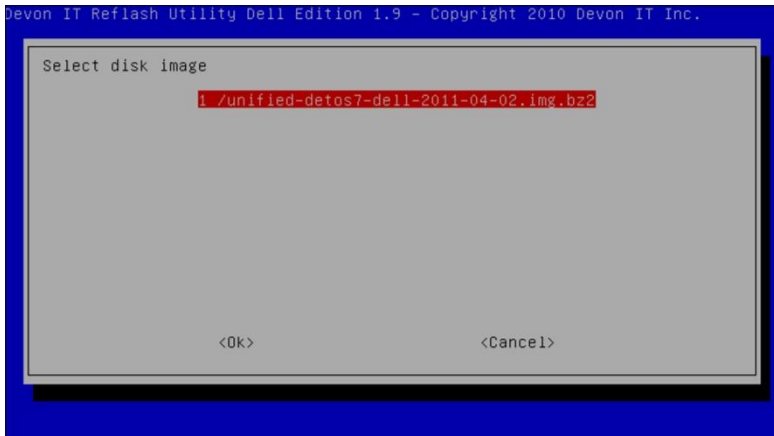 Devon IT Reflash Utility Dell Edition 1.9 - Copyright 2010 Devon IT Inc.
Select disk image
1 /unified-detos7-dell-2011-04-02.img.bz2
<Ok> <Cancel>